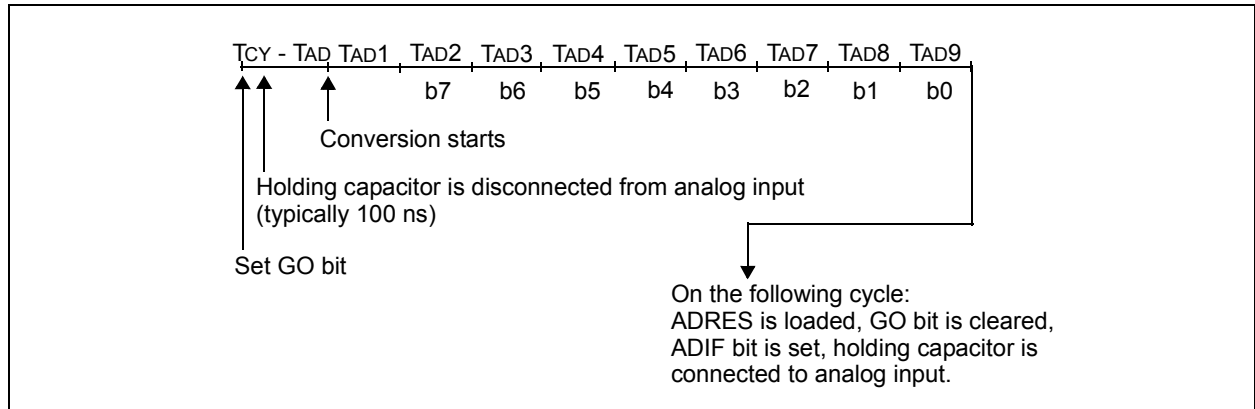 TCY - TAD TAD1 TAD2 TAD3 TAD4 TAD5 TAD6 TAD7 TAD8 TAD9
b7 b6 b5 b4 b3 b2 b1 b0
Conversion starts
Holding capacitor is disconnected from analog input
(typically 100 ns)
Set GO bit
On the following cycle:
ADRES is loaded, GO bit is cleared,
ADIF bit is set, holding capacitor is
connected to analog input.